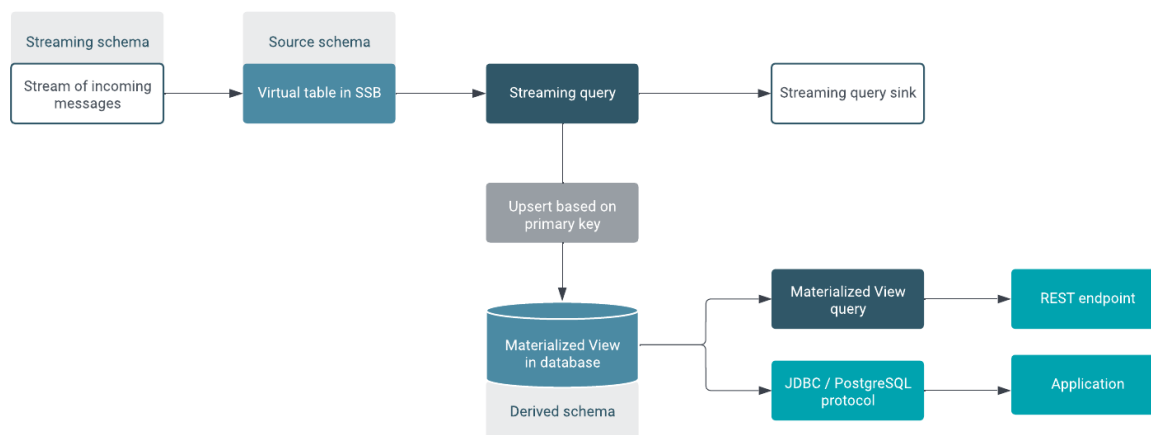 Streaming schema
Source schema
Stream of incoming
messages
Virtual table in SSB
Streaming query
Streaming query sink
Upsert based on
primary key
Materialized View
in database
Derived schema
Materialized View
query
REST endpoint
JDBC / PostgreSQL
protocol
Application